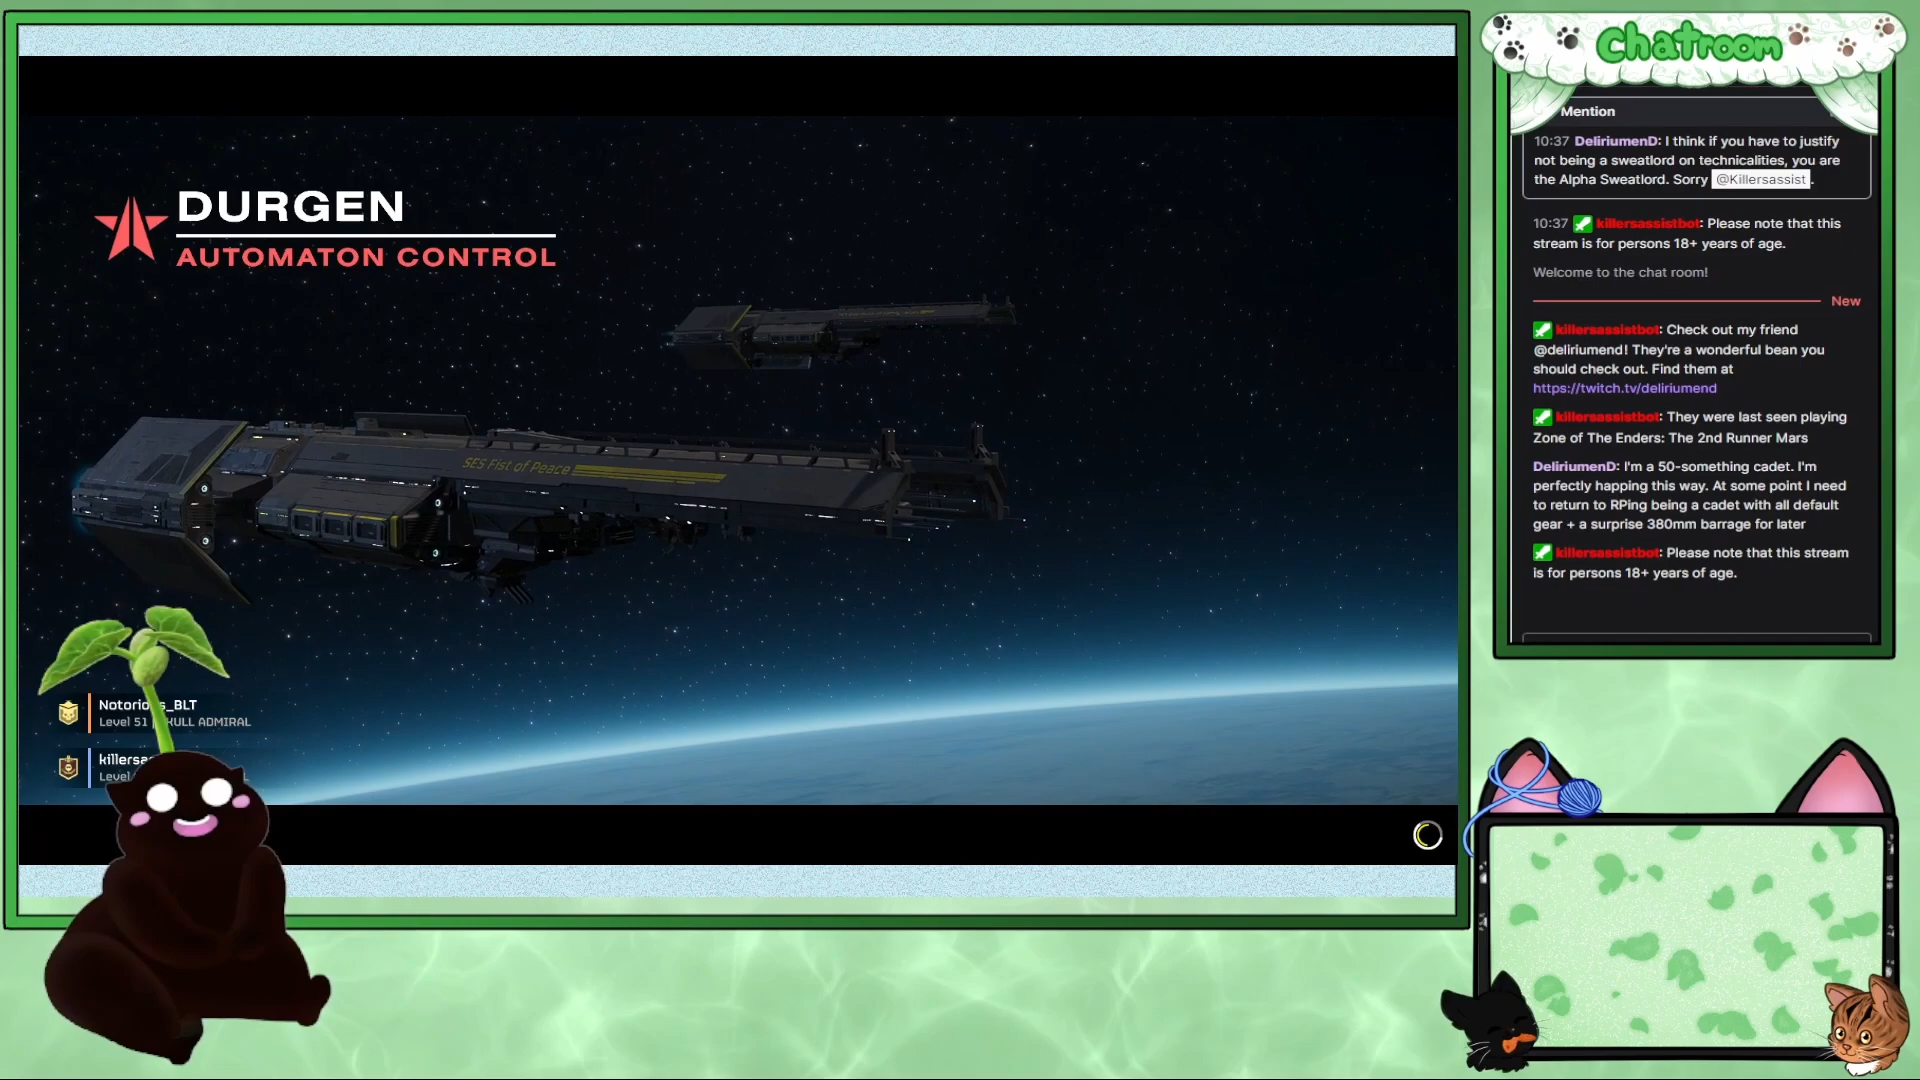 DURGEN
AUTOMATON CONTROL
SES Fist of Peace
Level 51
ADMIRAL
Level
Chatroom
Mention
10:37 DeliriumenD: I think if you have to justify
not being a sweatlord on technicalities, you are
the Alpha Sweatlord. Sorry @Killersassist.
10:37 killersassistbot: Please note that this
stream is for persons 18+ years of age.
Welcome to the chat room!
New
killersassistbot: Check out my friend
@deliriumend! They're a wonderful bean you
should check out. Find them at
https://twitch.tv/deliriumend
killersassistbot: They were last seen playing
Zone of The Enders: The 2nd Runner Mars
DeliriumenD: I'm a 50-something cadet. I'm
perfectly happing this way. At some point I need
to return to RPing being a cadet with all default
gear + a surprise 380mm barrage for later
killersassistbot: Please note that this stream
is for persons 18+ years of age.